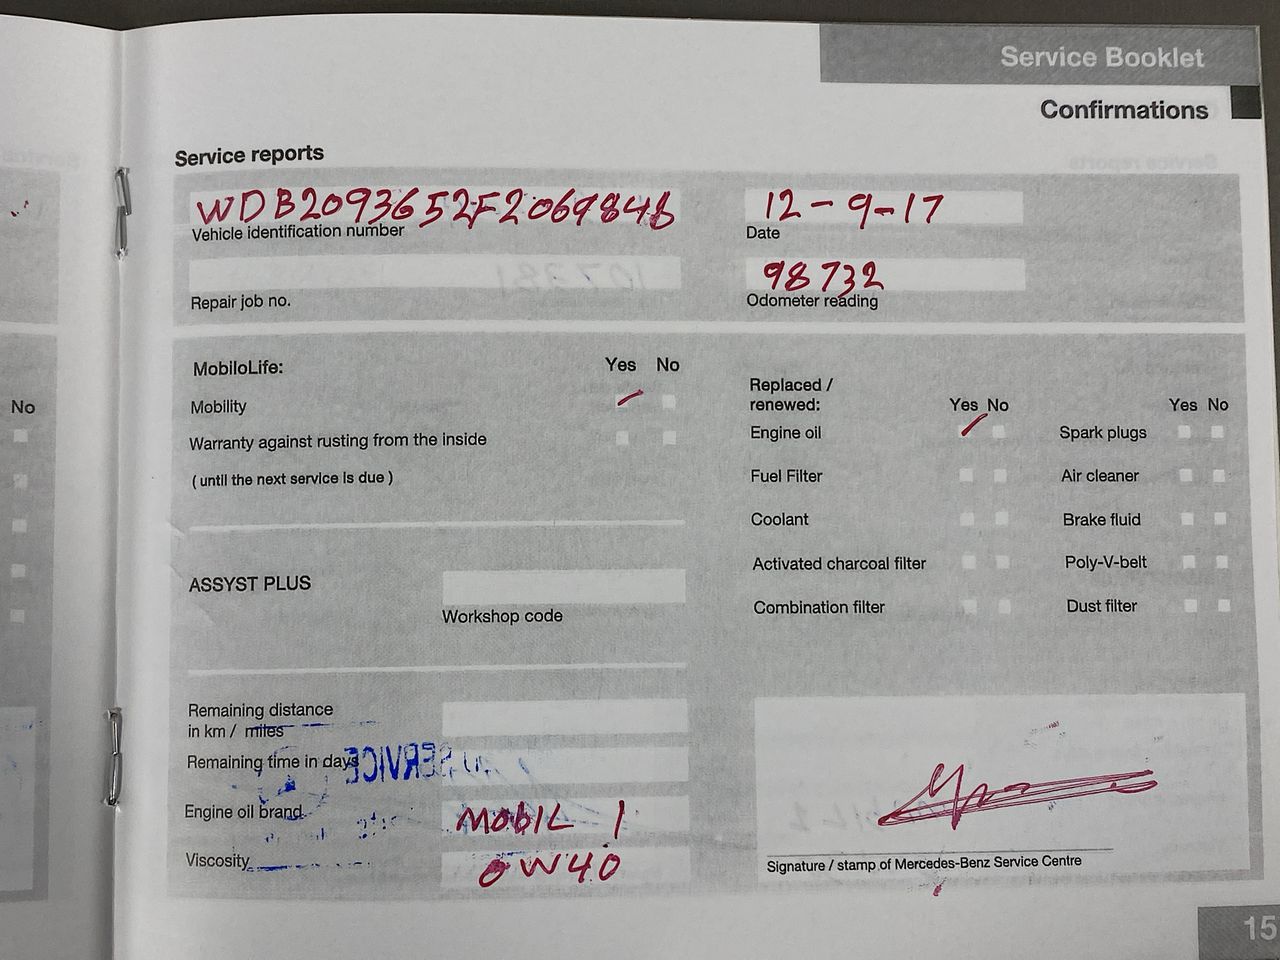 Service Booklet
Confirmations
Service reports
WDB2093652F2069848
Vehicle identification number
12-9-17
Date
Repair job no.
98732
Odometer reading
MobiloLife:
Yes No
Mobility
Warranty against rusting from the inside
( until the next service Is due )
ASSYST PLUS
Workshop code
Remaining distance
in km / miles
Remaining time in days
Engine oil brand
MObIL 1
Viscosity
0W40
Replaced /
renewed:
Yes No
Yes No
Engine oil
Spark plugs
Fuel Filter
Air cleaner
Coolant
Brake fluid
Activated charcoal filter
Poly-V-belt
Combination filter
Dust filter
Signature / stamp of Mercedes-Benz Service Centre
15
No